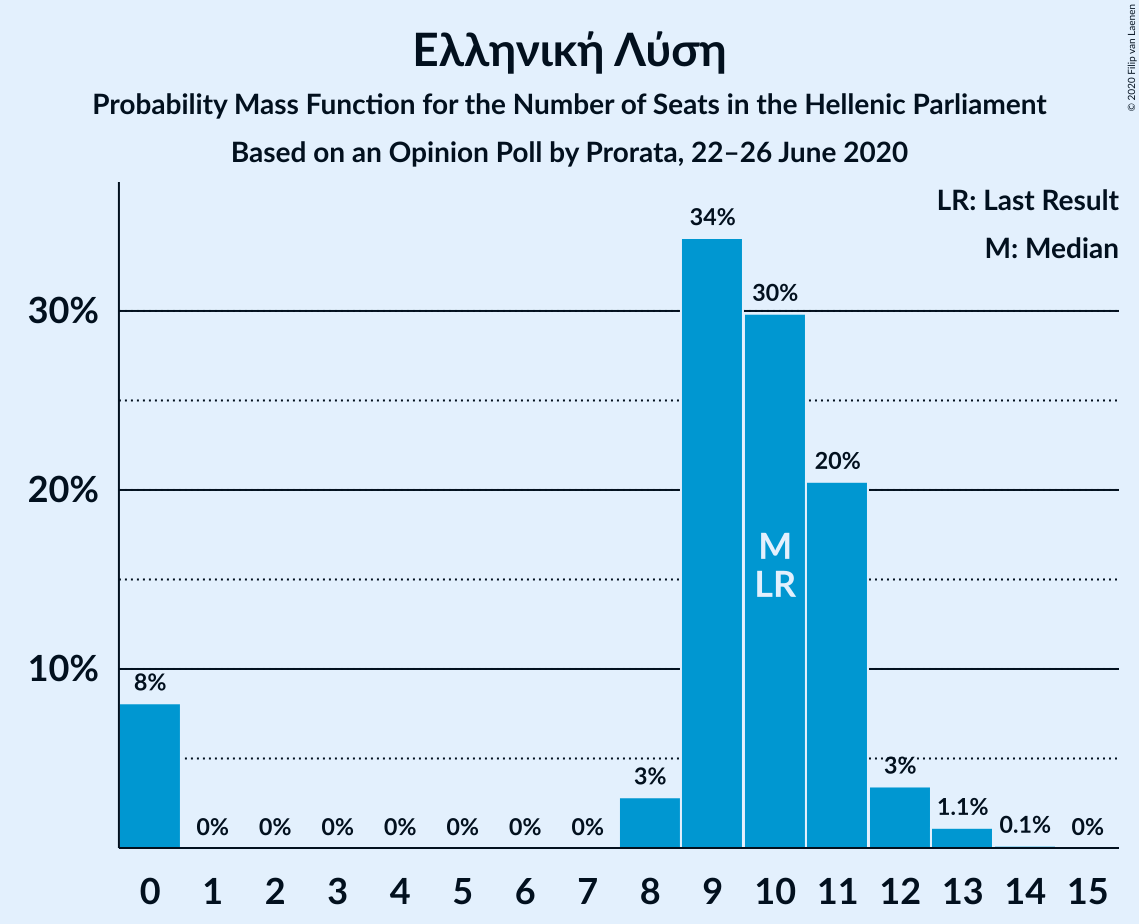 Ελληνική Λύση
Probability Mass Function for the Number of Seats in the Hellenic Parliament
Based on an Opinion Poll by Prorata, 22–26 June 2020
© 2020 Filip van Laenen
LR: Last Result
M: Median
30%
20%
10%
8%
0%
0%
0%
0%
0%
0%
0%
3%
34%
30%
20%
3%
1.1%
0.1%
0%
M
LR
0 1 2 3 4 5 6 7 8 9 10 11 12 13 14 15